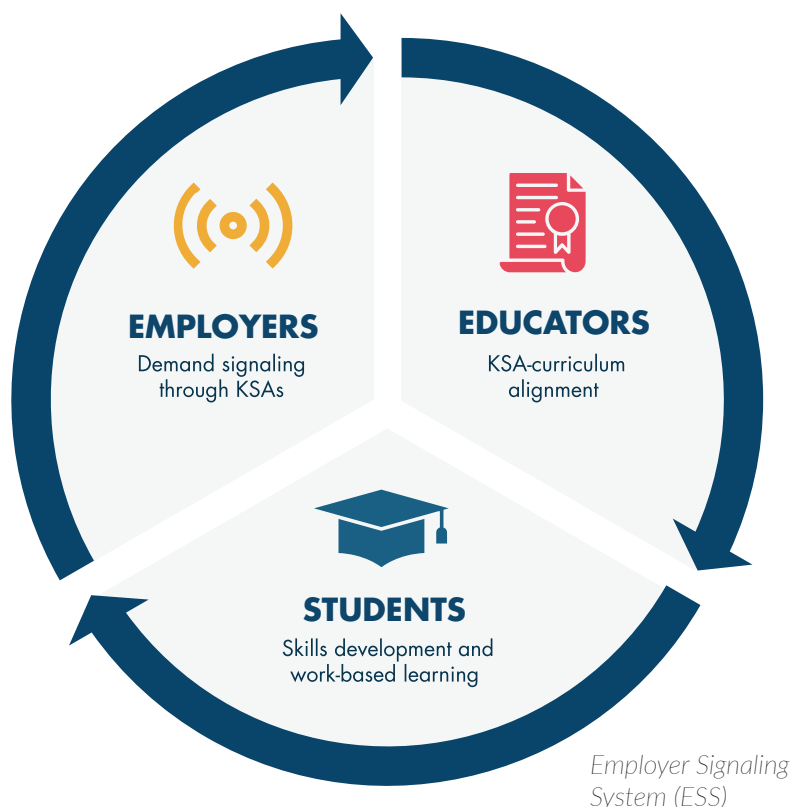 EMPLOYERS
Demand signaling
through KSAs
EDUCATORS
KSA-curriculum
alignment
STUDENTS
Skills development and
work-based learning
Employer Signaling
System (ESS)